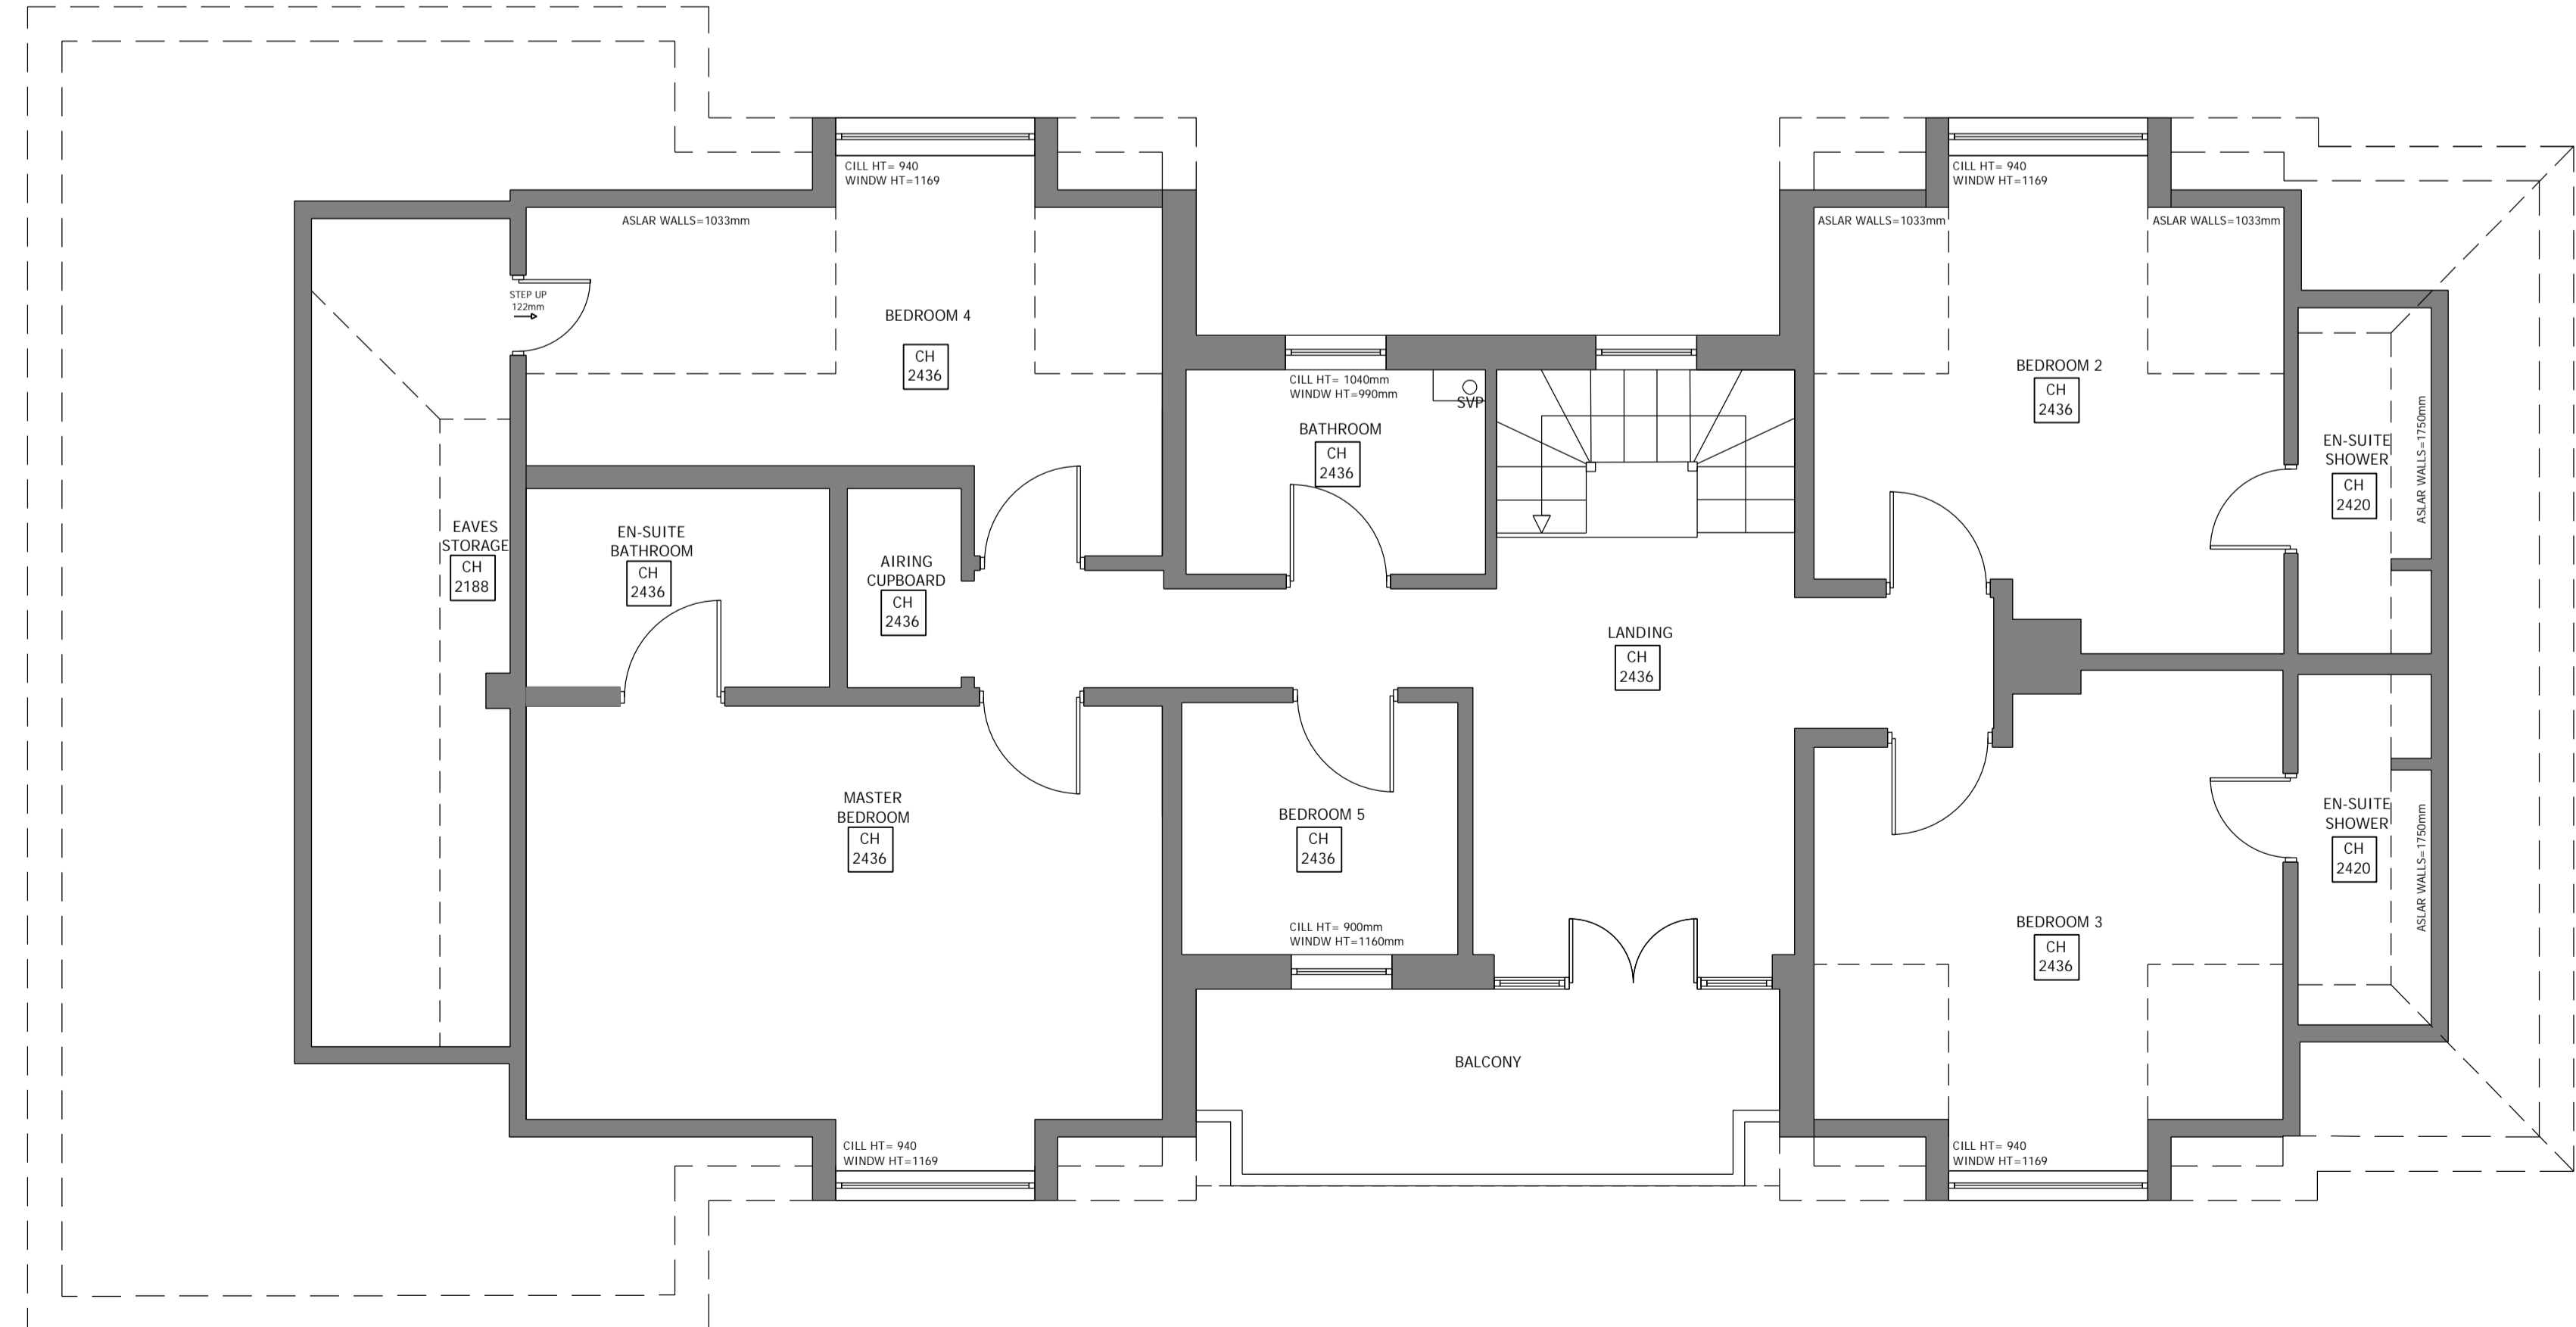 CILL HT= 940
WINDW HT=1169
CILL HT= 940
WINDW HT=1169
ASLAR WALLS=1033mm
ASLAR WALLS=1033mm
ASLAR WALLS=1033mm
STEP UP
122mm
BEDROOM 4
CH
2436
BEDROOM 2
CH
2436
CILL HT= 1040mm
WINDW HT=990mm
SVP
BATHROOM
CH
2436
EN-SUITE
SHOWER
CH
2420
ASLAR WALLS=1750mm
EAVES
STORAGE
CH
2188
EN-SUITE
BATHROOM
CH
2436
AIRING
CUPBOARD
CH
2436
LANDING
CH
2436
MASTER
BEDROOM
CH
2436
BEDROOM 5
CH
2436
EN-SUITE
SHOWER
CH
2420
ASLAR WALLS=1750mm
CILL HT= 900mm
WINDW HT=1160mm
BEDROOM 3
CH
2436
BALCONY
CILL HT= 940
WINDW HT=1169
CILL HT= 940
WINDW HT=1169